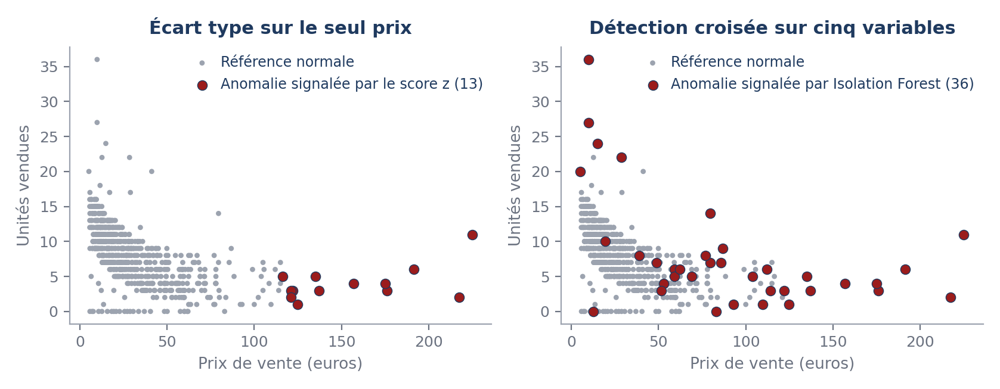 Écart type sur le seul prix
Référence normale
Anomalie signalée par le score z (13)
35
30
25
20
15
10
5
0
Unités vendues
0 50 100 150 200
Prix de vente (euros)
Détection croisée sur cinq variables
Référence normale
Anomalie signalée par Isolation Forest (36)
35
30
25
20
15
10
5
0
Unités vendues
0 50 100 150 200
Prix de vente (euros)